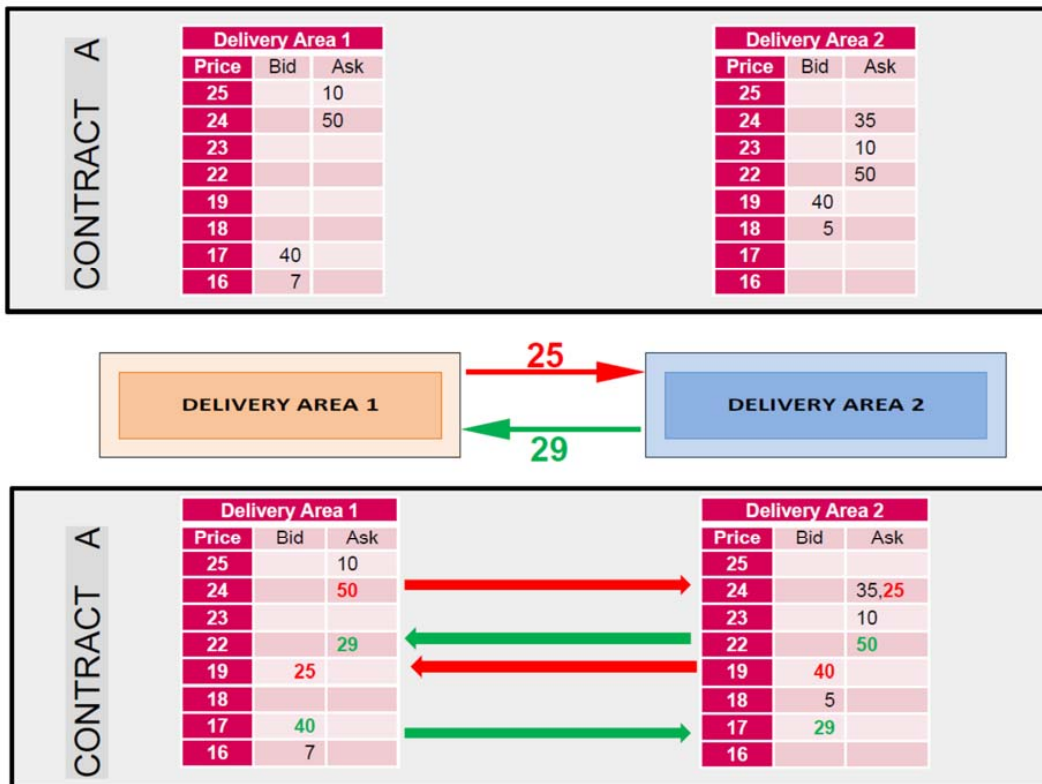 CONTRACT A
Delivery Area 1
Price Bid Ask
25 10
24 50
23
22
19
18
17 40
16 7
Delivery Area 2
Price Bid Ask
25
24 35
23 10
22 50
19 40
18 5
17
16
25
DELIVERY AREA 1
DELIVERY AREA 2
29
CONTRACT A
Delivery Area 1
Price Bid Ask
25 10
24 50
23
22 29
19 25
18
17 40
16 7
Delivery Area 2
Price Bid Ask
25
24 35,25
23 10
22 50
19 40
18 5
17 29
16